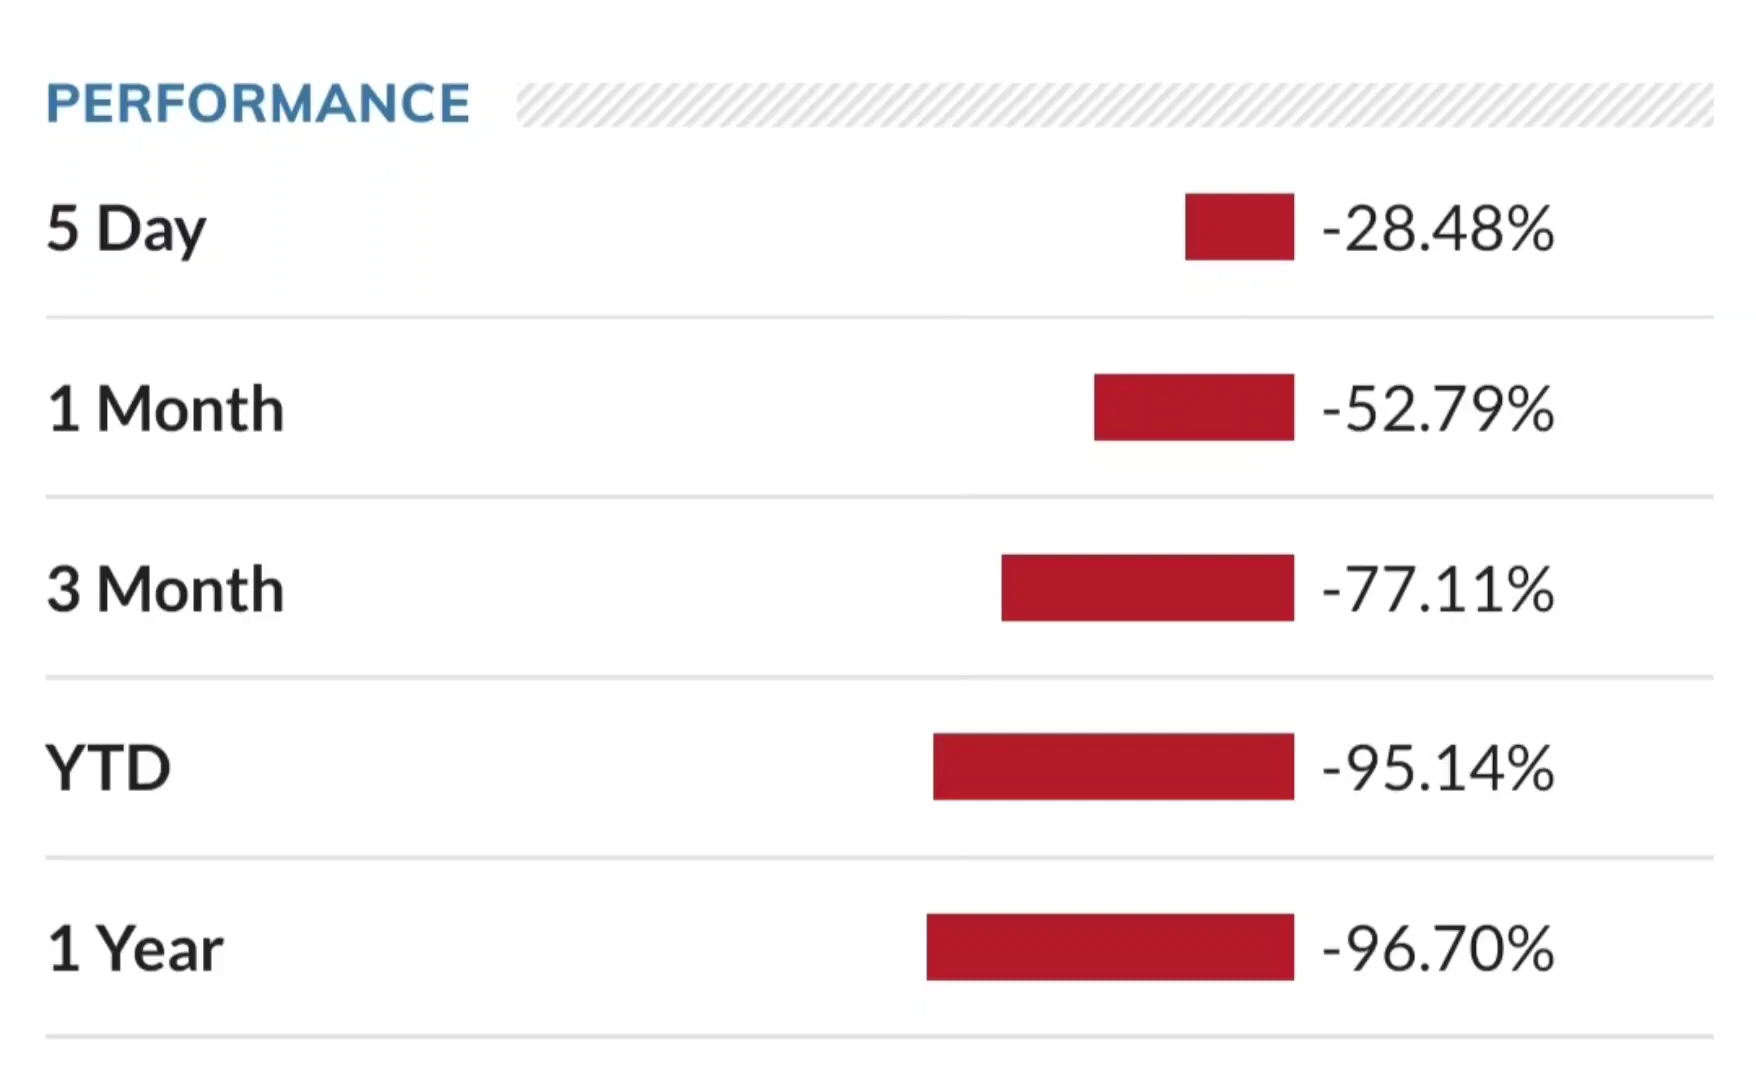 PERFORMANCE
5 Day -28.48%
1 Month -52.79%
3 Month -77.11%
YTD -95.14%
1 Year -96.70%